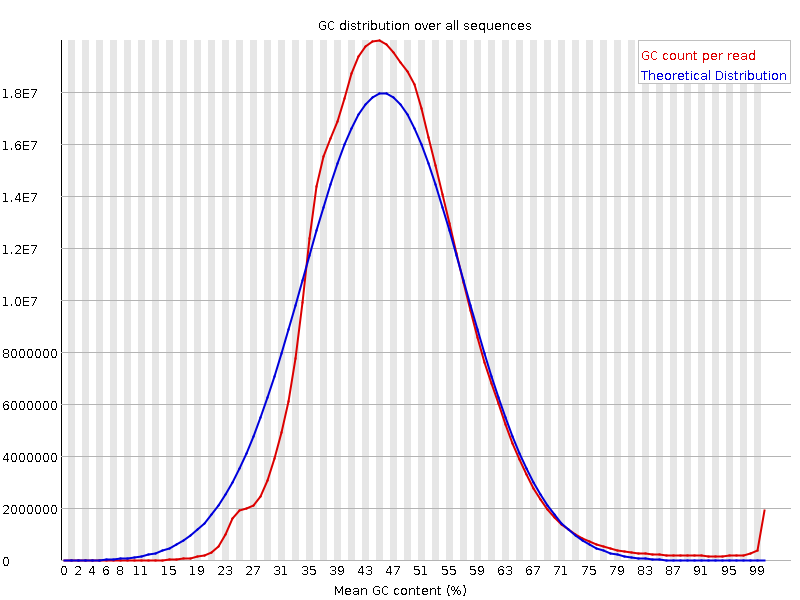 GC distribution over all sequences
GC count per read
Theoretical Distribution
1.8E7
1.6E7
1.4E7
1.2E7
1.0E7
8000000
6000000
4000000
2000000
0
0 2 4 6 8 11 15 19 23 27 31 35 39 43 47 51 55 59 63 67 71 75 79 83 87 91 95 99
Mean GC content (%)